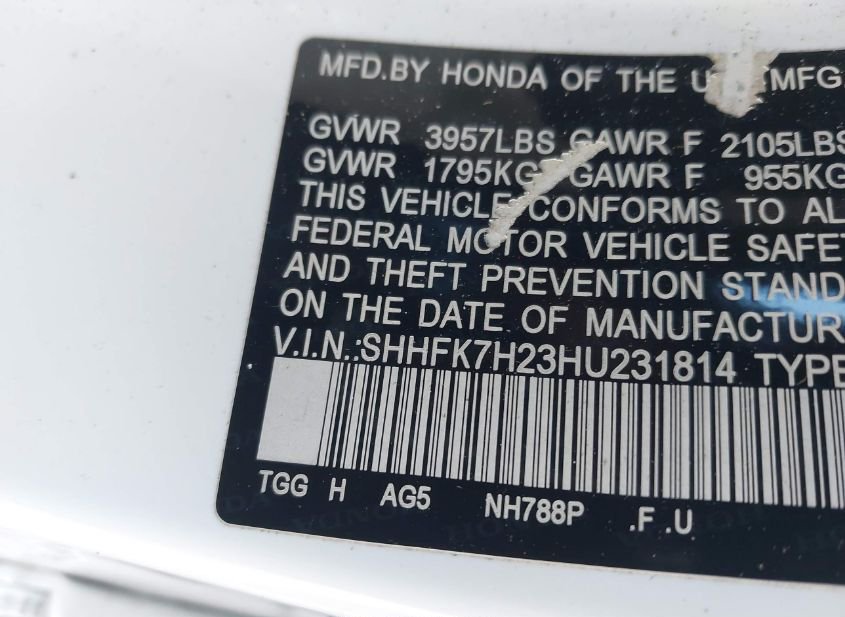 MFD.BY HONDA OF THE U MFG
GVWR 3957LBS GAWR F 2105LBS
GVWR 1795KG GAWR F 955KG
THIS VEHICLE CONFORMS TO AL
FEDERAL MOTOR VEHICLE SAFET
AND THEFT PREVENTION STAND
ON THE DATE OF MANUFACTUR
V.I.N.:SHHFK7H23HU231814 TYPE
TGG H AG5 NH788P .F .U